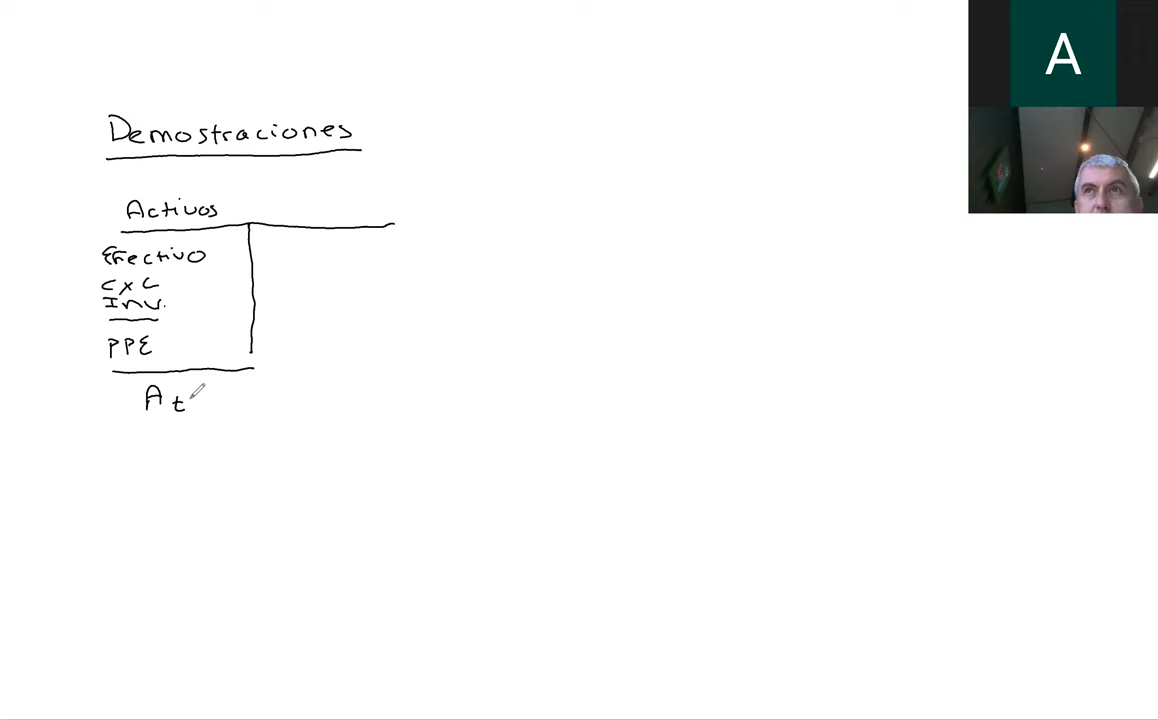 A
Demostraciones
Activos
Efectivo
CxC
Inv.
PPE
At